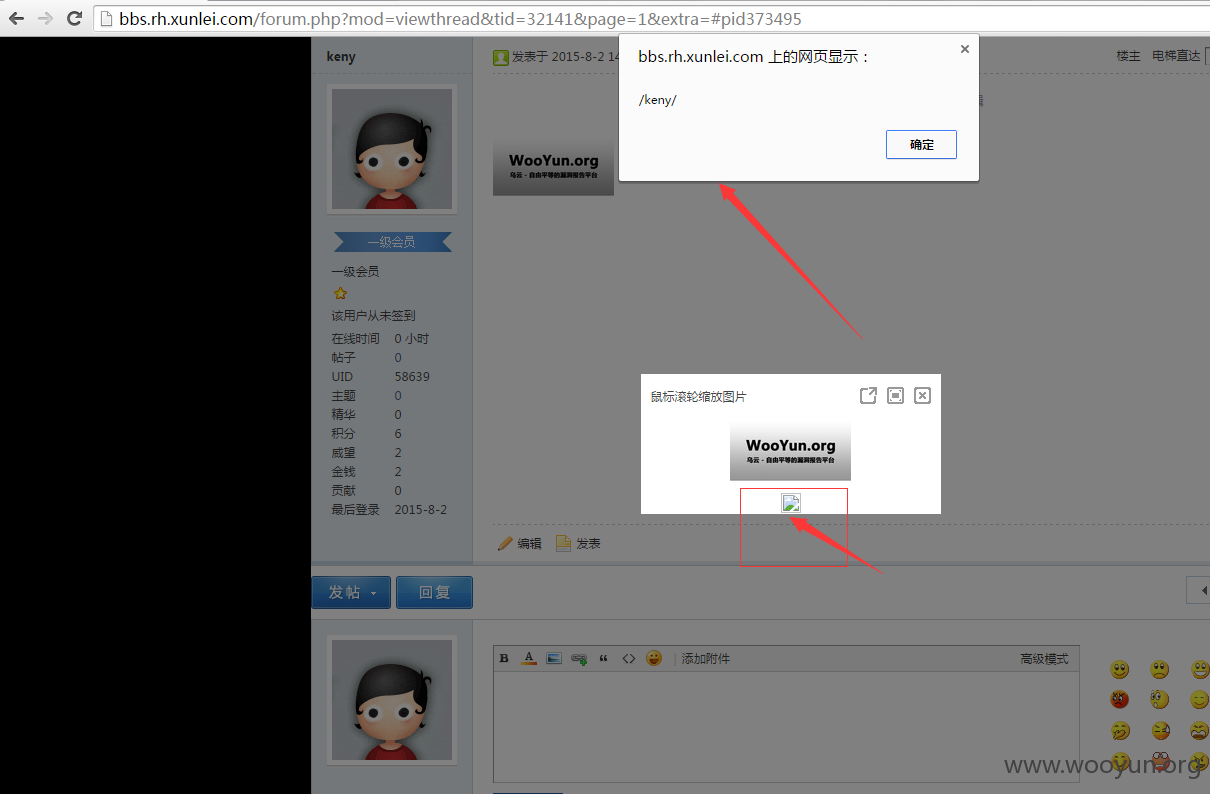 bbs.rh.xunlei.com/forum.php?mod=viewthread&tid=32141&page=1&extra=#pid373495
keny
发表于 2015-8-2 14
bbs.rh.xunlei.com 上的网页显示：
楼主 电梯直达
/keny/
确定
WooYun.org
乌云 - 自由平等的漏洞报告平台
一级会员
一级会员
该用户从未签到
在线时间 0 小时
帖子 0
UID 58639
主题 0
精华 0
积分 6
威望 2
金钱 2
贡献 0
最后登录 2015-8-2
鼠标滚轮缩放图片
WooYun.org
乌云 - 自由平等的漏洞报告平台
编辑 发表
发帖 回复
B A “ <> 添加附件 高级模式
www.wooyun.org